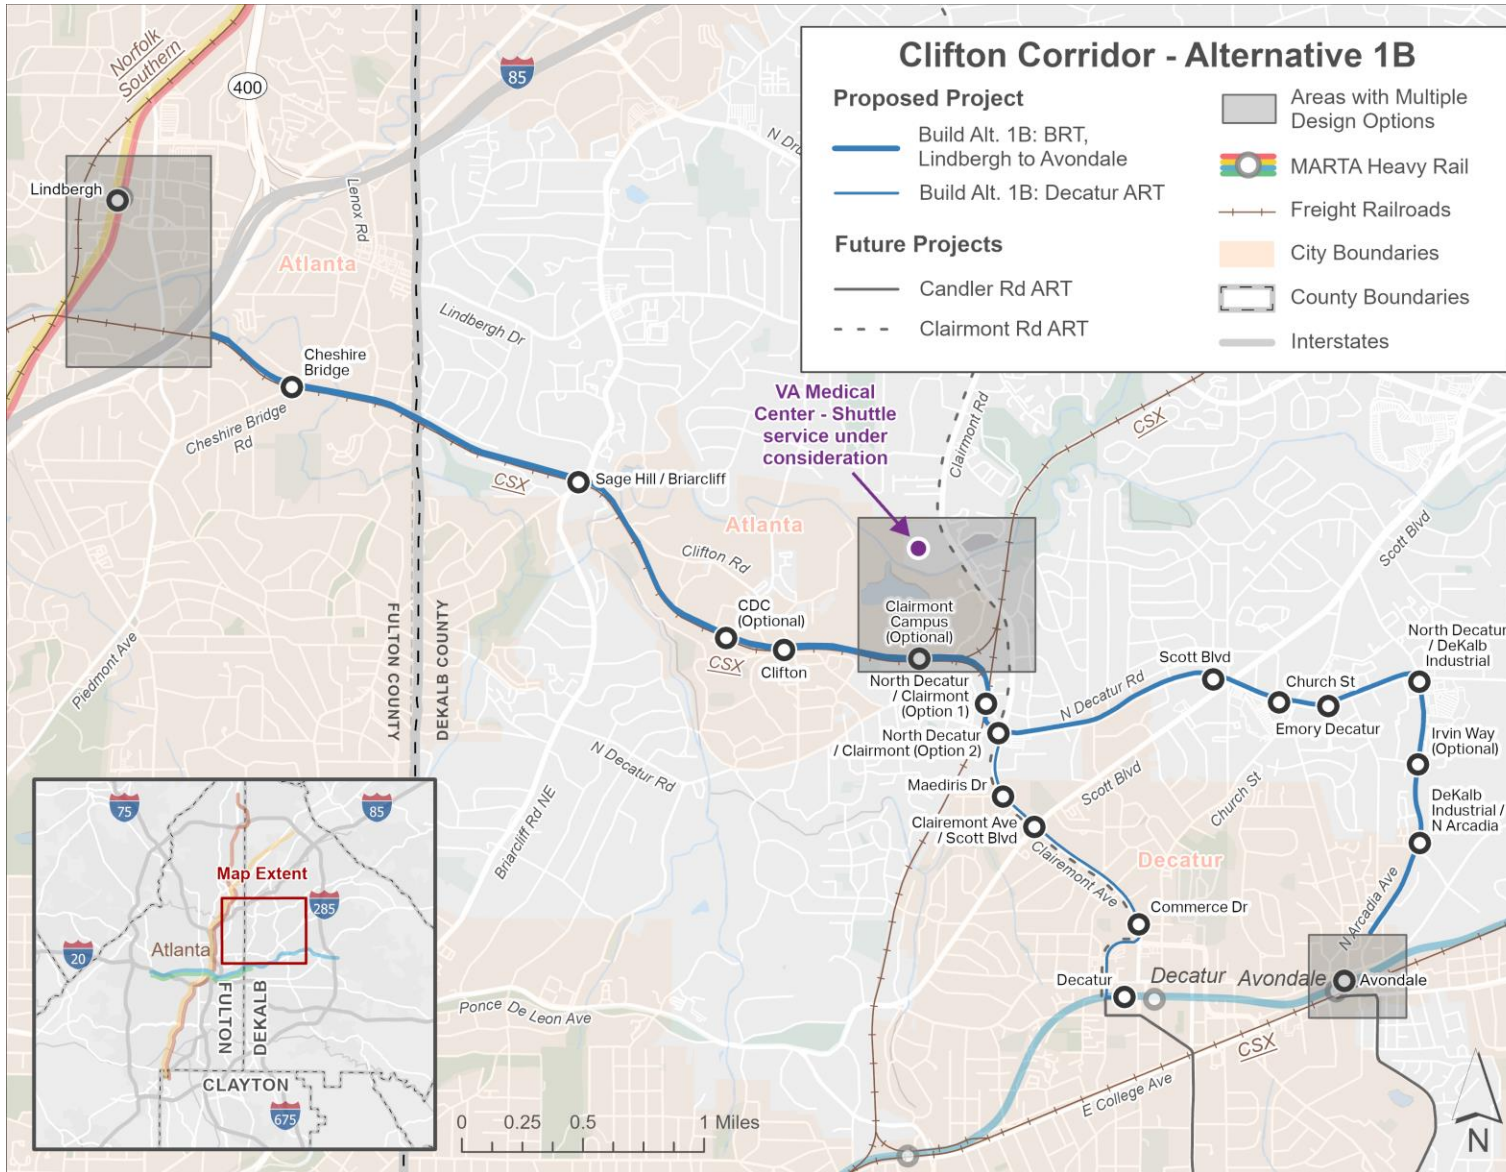 Clifton Corridor - Alternative 1B
Proposed Project
Build Alt. 1B: BRT,
Lindbergh to Avondale
Build Alt. 1B: Decatur ART
Future Projects
Candler Rd ART
Clairmont Rd ART
Areas with Multiple
Design Options
MARTA Heavy Rail
Freight Railroads
City Boundaries
County Boundaries
Interstates
Norfolk
Southern
400
85
N Dru
Lindbergh
Lenox Rd
Atlanta
Lindbergh Dr
Cheshire
Bridge
Cheshire Bridge
Rd
VA Medical
Center - Shuttle
service under
consideration
Clairmont Rd
CSX
CSX
Sage Hill / Briarcliff
Atlanta
Scott Blvd
Clifton Rd
Piedmont Ave
FULTON COUNTY
DEKALB COUNTY
CDC
(Optional)
CSX
Clifton
Clairmont
Campus
(Optional)
North Decatur
/ Clairmont
(Option 1)
North Decatur
/ Clairmont (Option 2)
N Decatur Rd
Scott Blvd
Church St
Emory Decatur
North Decatur
/ DeKalb
Industrial
Irvin Way
(Optional)
DeKalb
Industrial /
N Arcadia
N Decatur Rd
Briarcliff Rd NE
Maediris Dr
Clairemont Ave
/ Scott Blvd
Scott Blvd
Church St
Clairemont Ave
Decatur
Commerce Dr
N Arcadia Ave
Decatur
Decatur
Avondale
Avondale
Ponce De Leon Ave
CSX
E College Ave
75
85
Map Extent
285
Atlanta
20
FULTON
DEKALB
CLAYTON
675
0
0.25
0.5
1 Miles
N